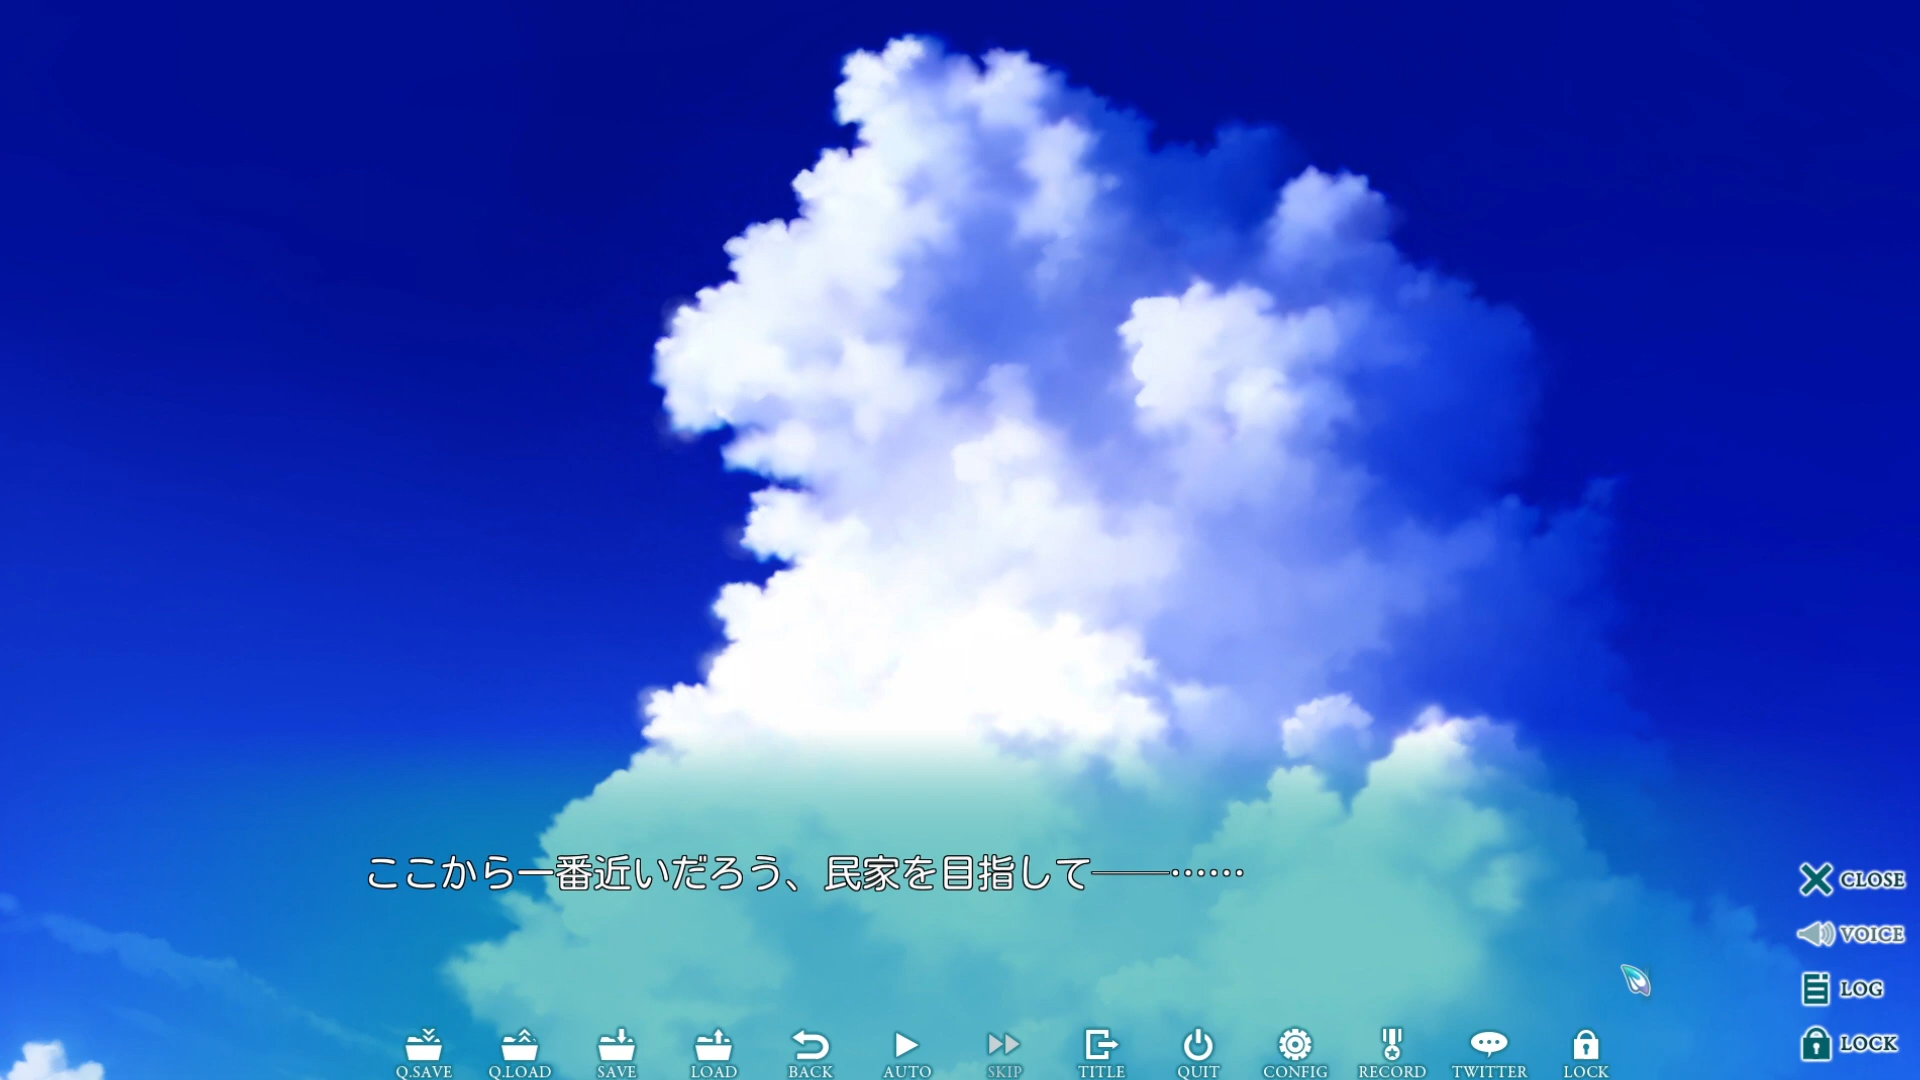 ここから一番近いだろう、民家を目指して───……
CLOSE
VOICE
LOG
LOCK
Q.SAVE Q.LOAD SAVE LOAD BACK AUTO SKIP TITLE QUIT CONFIG RECORD TWITTER LOCK